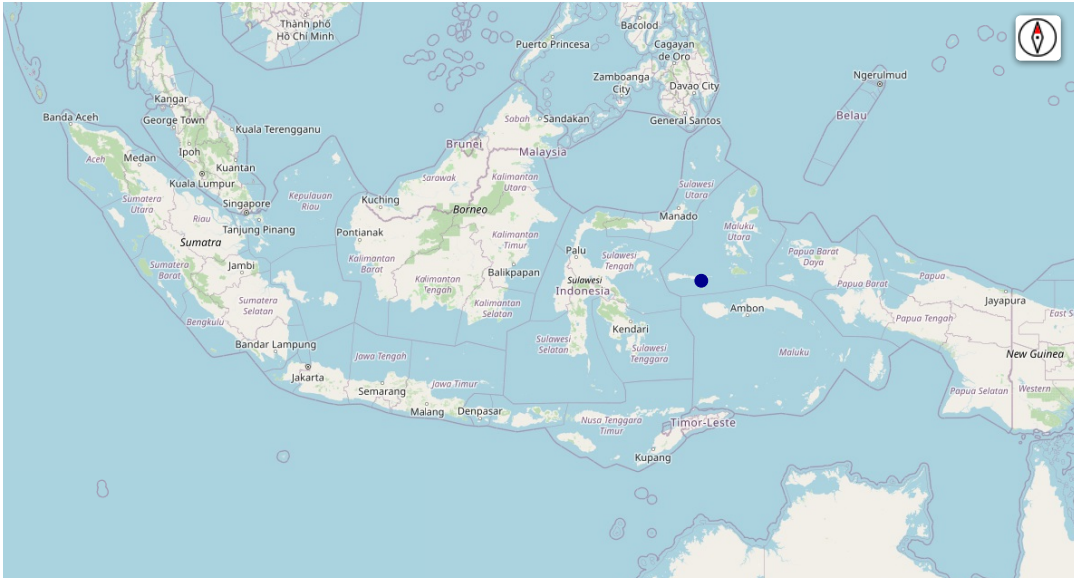 Thành phố
Hồ Chí Minh
Bacolod
Puerto Princesa
Cagayan
de Oro
Zamboanga
City
Davao City
Ngerulmud
Kangar
Banda Aceh
George Town
Kuala Terengganu
Sabah
Sandakan
General Santos
Belau
Ipoh
Brunei
Malaysia
Aceh
Medan
Kuantan
Kuala Lumpur
Sarawak
Kalimantan
Utara
Sulawesi
Utara
Sumatera
Utara
Kepulauan
Riau
Singapore
Kuching
Borneo
Manado
Riau
Tanjung Pinang
Pontianak
Maluku
Utara
Sumatra
Kalimantan
Timur
Palu
Papua Barat
Daya
Sumatera
Barat
Jambi
Kalimantan
Barat
Balikpapan
Sulawesi
Tengah
Sulawesi
Indonesia
Papua
Papua Barat
Kalimantan
Tengah
Jayapura
Sumatera
Selatan
Kalimantan
Selatan
Ambon
East S
Papua Tengah
Bengkulu
Kendari
Bandar Lampung
Sulawesi
Selatan
Sulawesi
Tenggara
Jawa Tengah
Maluku
New Guinea
Jakarta
Semarang
Jawa Timur
Papua Selatan
Western
Malang
Denpasar
Nusa Tenggara
Timur
Timor-Leste
Kupang